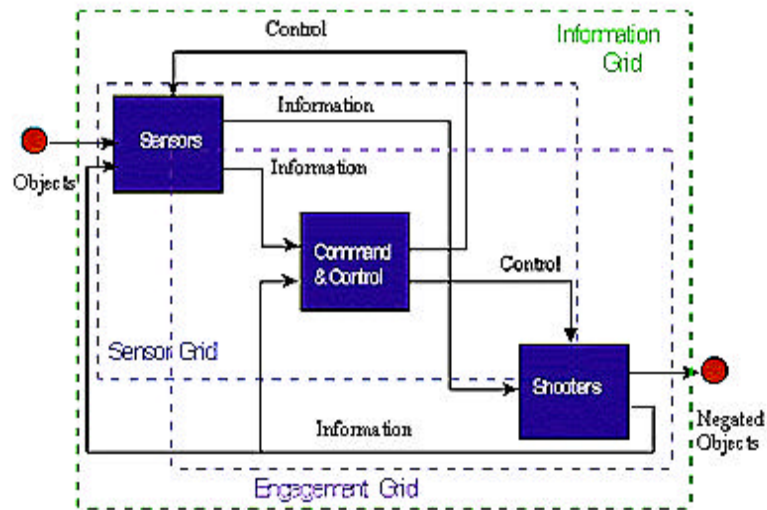 Control
Information
Grid
Information
Sensors
Objects
Information
Command
& Control
Control
Sensor Grid
Shooters
Information
Negated
Objects
Engagement Grid